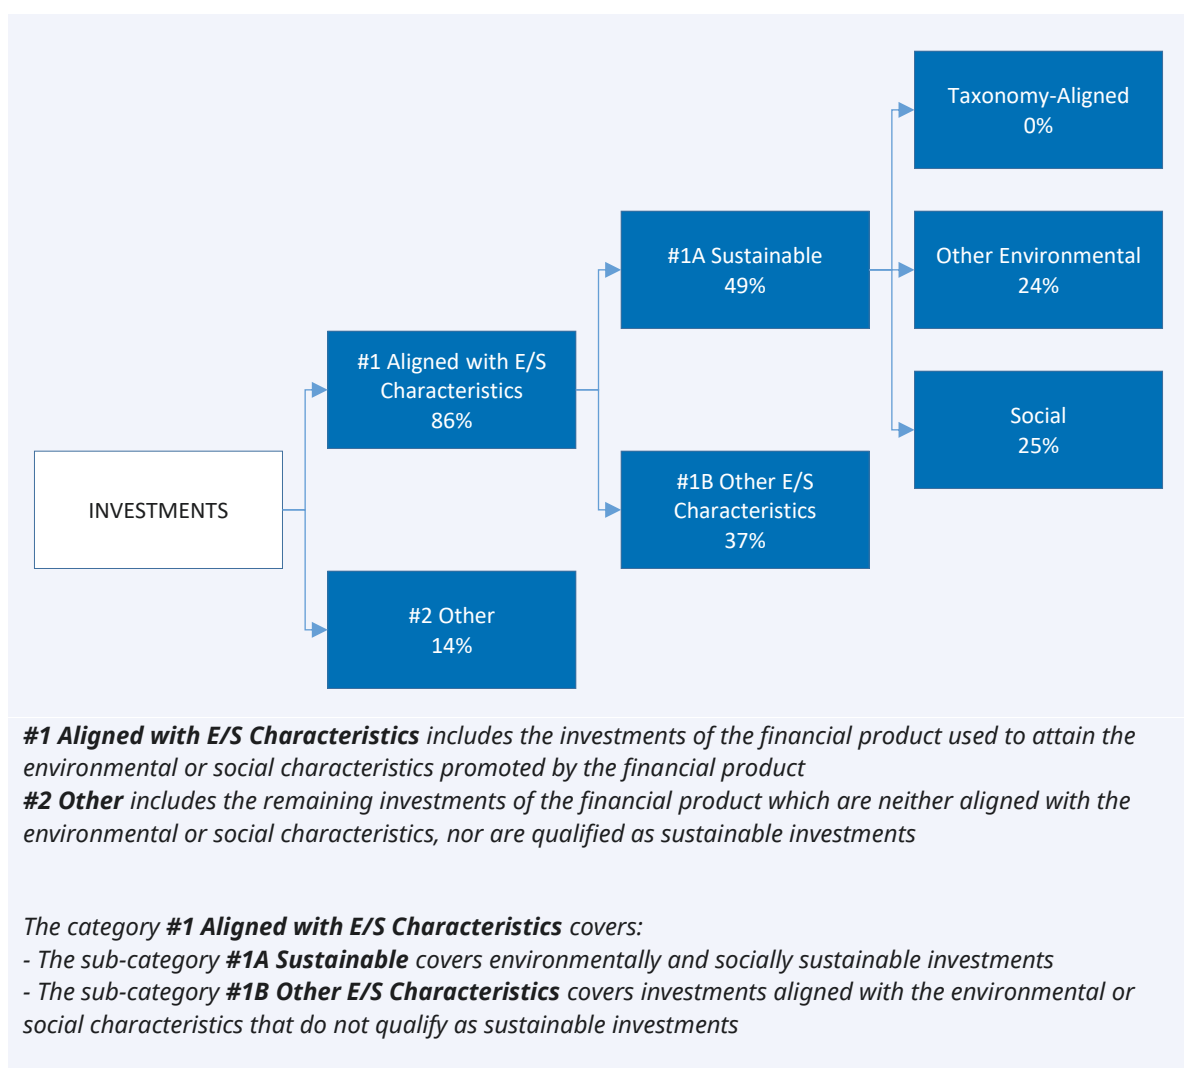 Taxonomy-Aligned
0%
#1A Sustainable
49%
Other Environmental
24%
#1 Aligned with E/S
Characteristics
86%
Social
25%
INVESTMENTS
#1B Other E/S
Characteristics
37%
#2 Other
14%
#1 Aligned with E/S Characteristics includes the investments of the financial product used to attain the
environmental or social characteristics promoted by the financial product
#2 Other includes the remaining investments of the financial product which are neither aligned with the
environmental or social characteristics, nor are qualified as sustainable investments
The category #1 Aligned with E/S Characteristics covers:
- The sub-category #1A Sustainable covers environmentally and socially sustainable investments
- The sub-category #1B Other E/S Characteristics covers investments aligned with the environmental or
social characteristics that do not qualify as sustainable investments